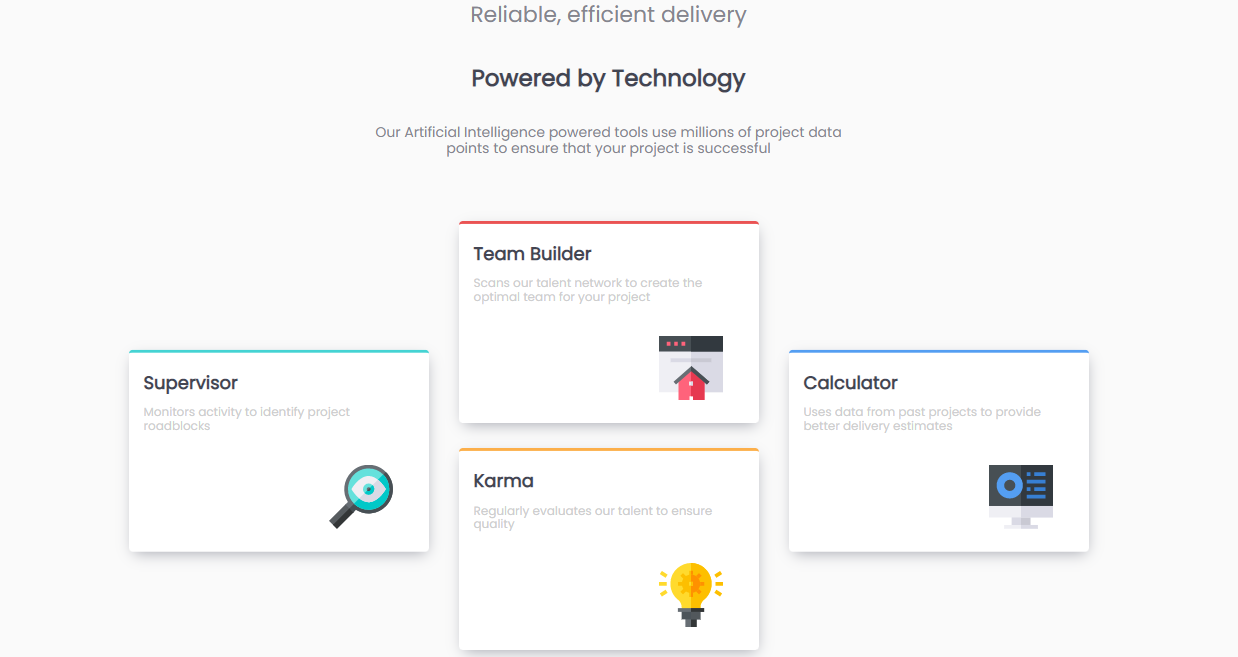 Reliable, efficient delivery
Powered by Technology
Our Artificial Intelligence powered tools use millions of project data
points to ensure that your project is successful
Team Builder
Scans our talent network to create the
optimal team for your project
Supervisor
Monitors activity to identify project
roadblocks
Calculator
Uses data from past projects to provide
better delivery estimates
Karma
Regularly evaluates our talent to ensure
quality